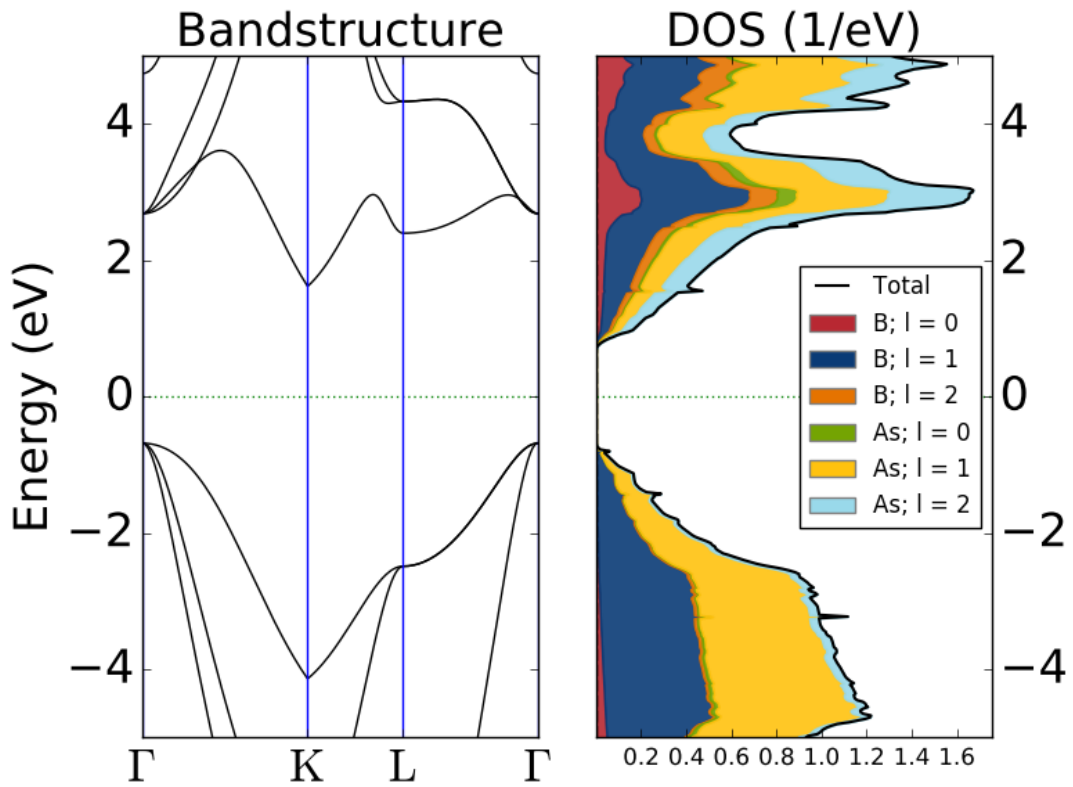 Bandstructure
DOS (1/eV)
Energy (eV)
4
2
0
−2
−4
Γ
K
L
Γ
4
2
0
−2
−4
0.2 0.4 0.6 0.8 1.0 1.2 1.4 1.6
Total
B; l = 0
B; l = 1
B; l = 2
As; l = 0
As; l = 1
As; l = 2